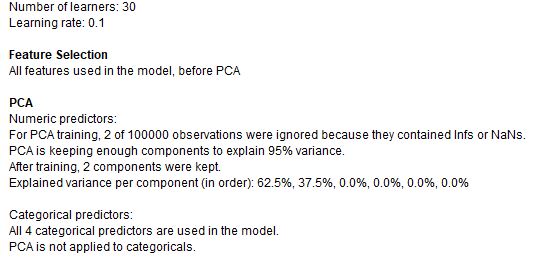 Number of learners: 30
Learning rate: 0.1
Feature Selection
All features used in the model, before PCA
PCA
Numeric predictors:
For PCA training, 2 of 100000 observations were ignored because they contained Infs or NaNs.
PCA is keeping enough components to explain 95% variance.
After training, 2 components were kept.
Explained variance per component (in order): 62.5%, 37.5%, 0.0%, 0.0%, 0.0%, 0.0%
Categorical predictors:
All 4 categorical predictors are used in the model.
PCA is not applied to categoricals.